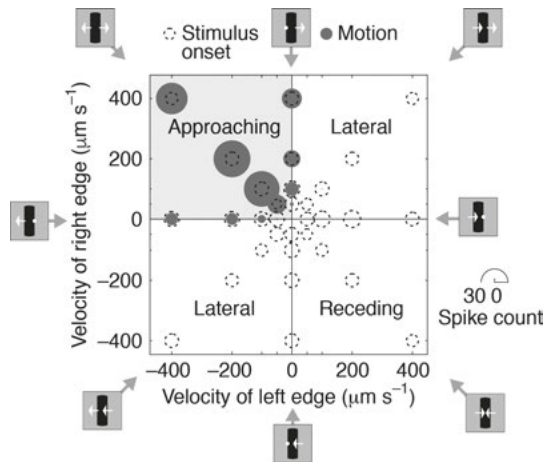 Stimulus onset
Motion
400
200
0
−200
−400
Velocity of right edge (μm s⁻¹)
Approaching
Lateral
Lateral
Receding
30 0
Spike count
−400 −200 0 200 400
Velocity of left edge (μm s⁻¹)